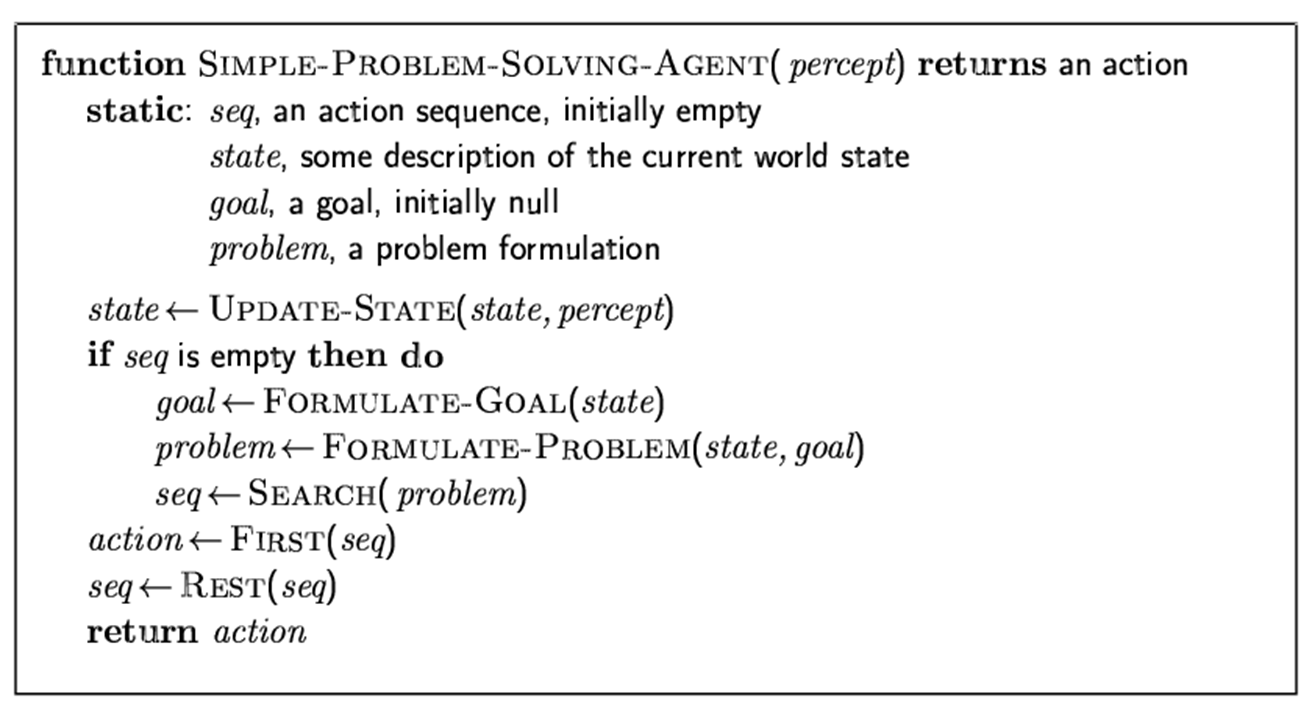 function SIMPLE-PROBLEM-SOLVING-AGENT( percept) returns an action
static: seq, an action sequence, initially empty
state, some description of the current world state
goal, a goal, initially null
problem, a problem formulation
state ← UPDATE-STATE(state, percept)
if seq is empty then do
goal ← FORMULATE-GOAL(state)
problem ← FORMULATE-PROBLEM(state, goal)
seq ← SEARCH( problem)
action ← FIRST(seq)
seq ← REST(seq)
return action